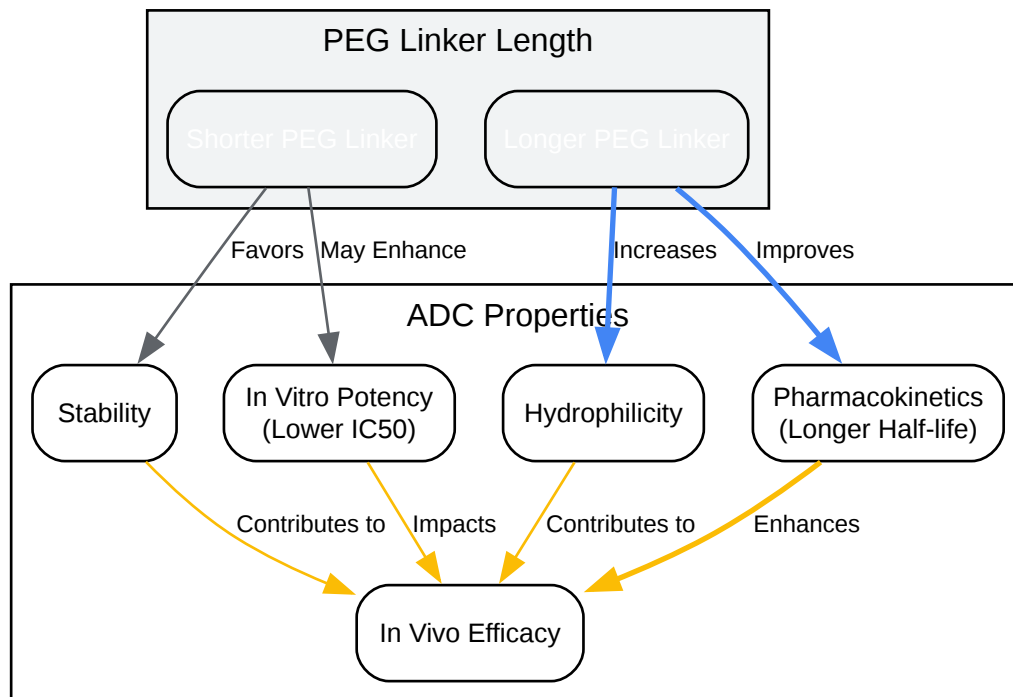 PEG Linker Length
Shorter PEG Linker
Longer PEG Linker
Favors
May Enhance
Increases
Improves
ADC Properties
Stability
In Vitro Potency
(Lower IC50)
Hydrophilicity
Pharmacokinetics
(Longer Half-life)
Contributes to
Impacts
Contributes to
Enhances
In Vivo Efficacy